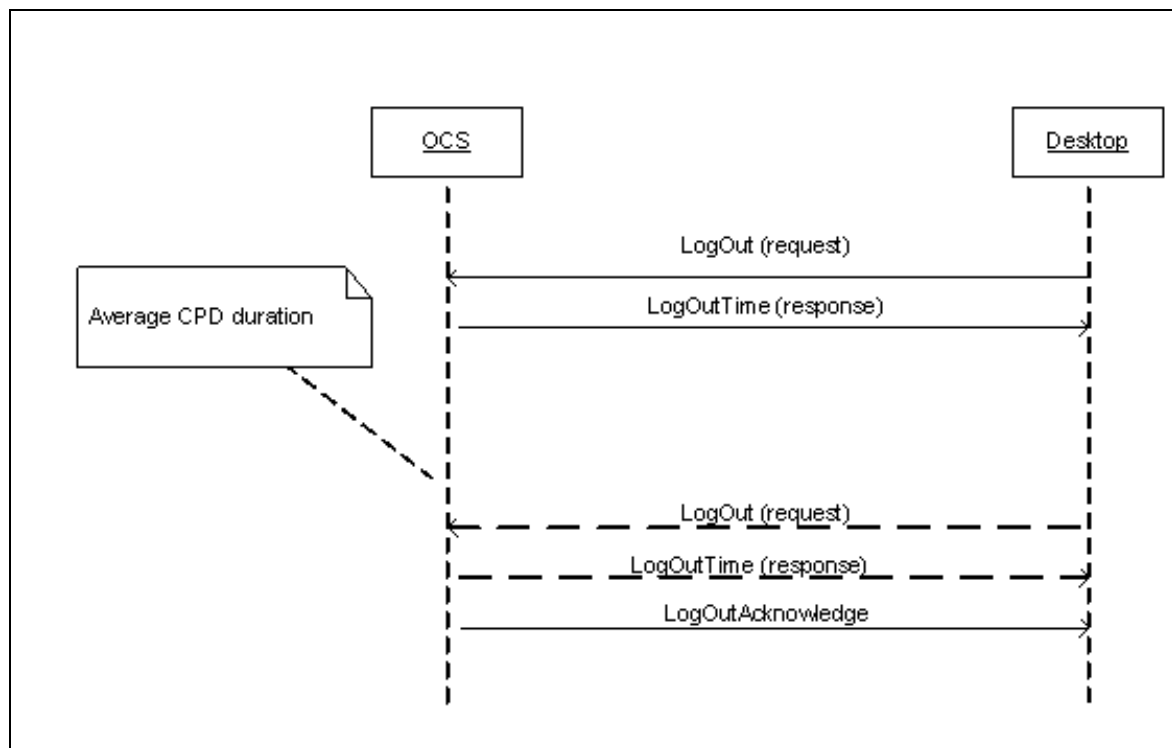 OCS
Desktop
LogOut (request)
Average CPD duration
LogOutTime (response)
LogOut (request)
LogOutTime (response)
LogOutAcknowledge